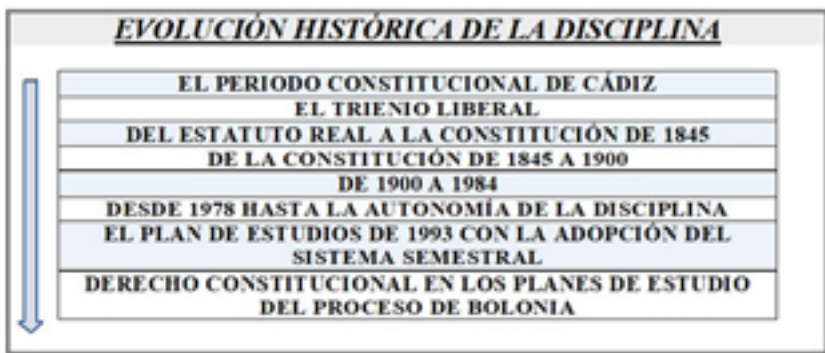 EVOLUCIÓN HISTÓRICA DE LA DISCIPLINA
EL PERIODO CONSTITUCIONAL DE CÁDIZ
EL TRIENIO LIBERAL
DEL ESTATUTO REAL A LA CONSTITUCIÓN DE 1845
DE LA CONSTITUCIÓN DE 1845 A 1900
DE 1900 A 1984
DESDE 1978 HASTA LA AUTONOMÍA DE LA DISCIPLINA
EL PLAN DE ESTUDIOS DE 1993 CON LA ADOPCIÓN DEL
SISTEMA SEMESTRAL
DERECHO CONSTITUCIONAL EN LOS PLANES DE ESTUDIO
DEL PROCESO DE BOLONIA